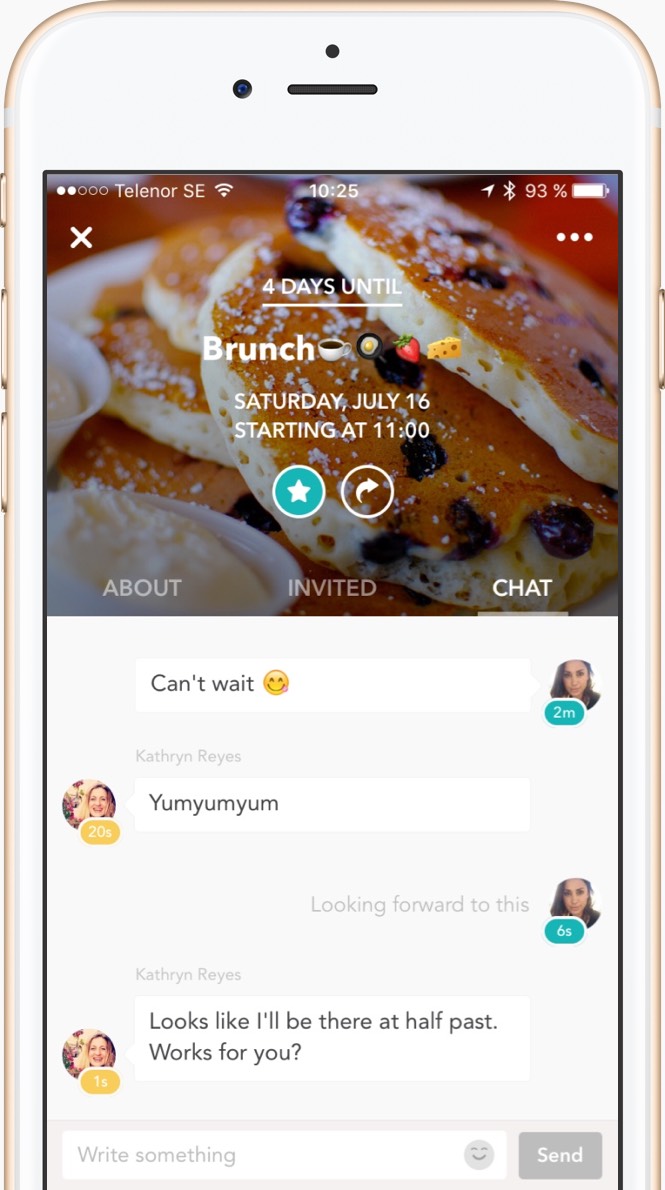 Telenor SE 10:25 93 %
4 DAYS UNTIL
Brunch☕🍳🍓🧀
SATURDAY, JULY 16
STARTING AT 11:00
ABOUT INVITED CHAT
Can't wait 😋
2m
Kathryn Reyes
Yumyumyum
20s
Looking forward to this
6s
Kathryn Reyes
Looks like I'll be there at half past.
Works for you?
1s
Write something Send